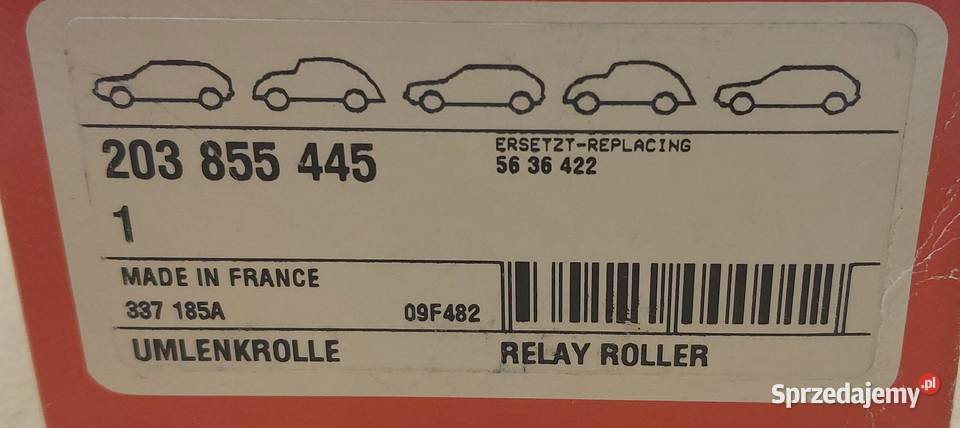 203 855 445
ERSETZT-REPLACING
56 36 422
1
MADE IN FRANCE
337 185A
09F482
UMLENKROLLE
RELAY ROLLER
Sprzedajemy.pl